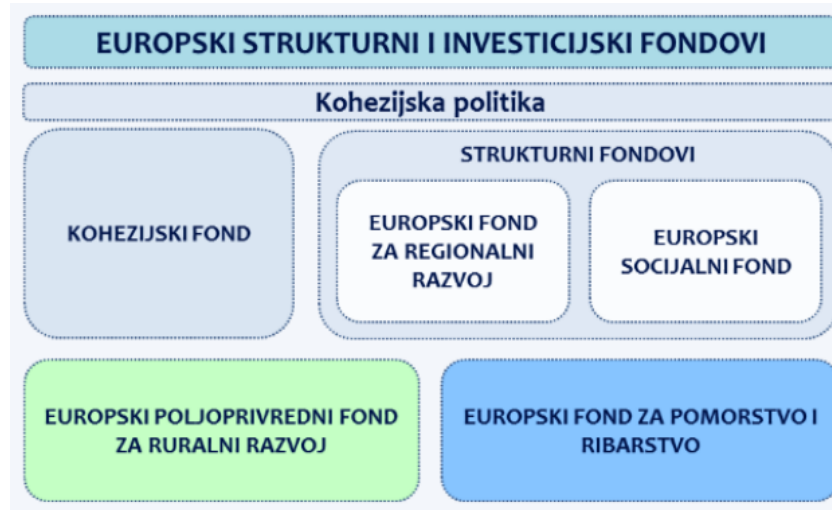 EUROPSKI STRUKTURNI I INVESTICIJSKI FONDOVI
Kohezijska politika
KOHEZIJSKI FOND
STRUKTURNI FONDOVI
EUROPSKI FOND
ZA REGIONALNI
RAZVOJ
EUROPSKI
SOCIJALNI FOND
EUROPSKI POLJOPRIVREDNI FOND
ZA RURALNI RAZVOJ
EUROPSKI FOND ZA POMORSTVO I
RIBARSTVO